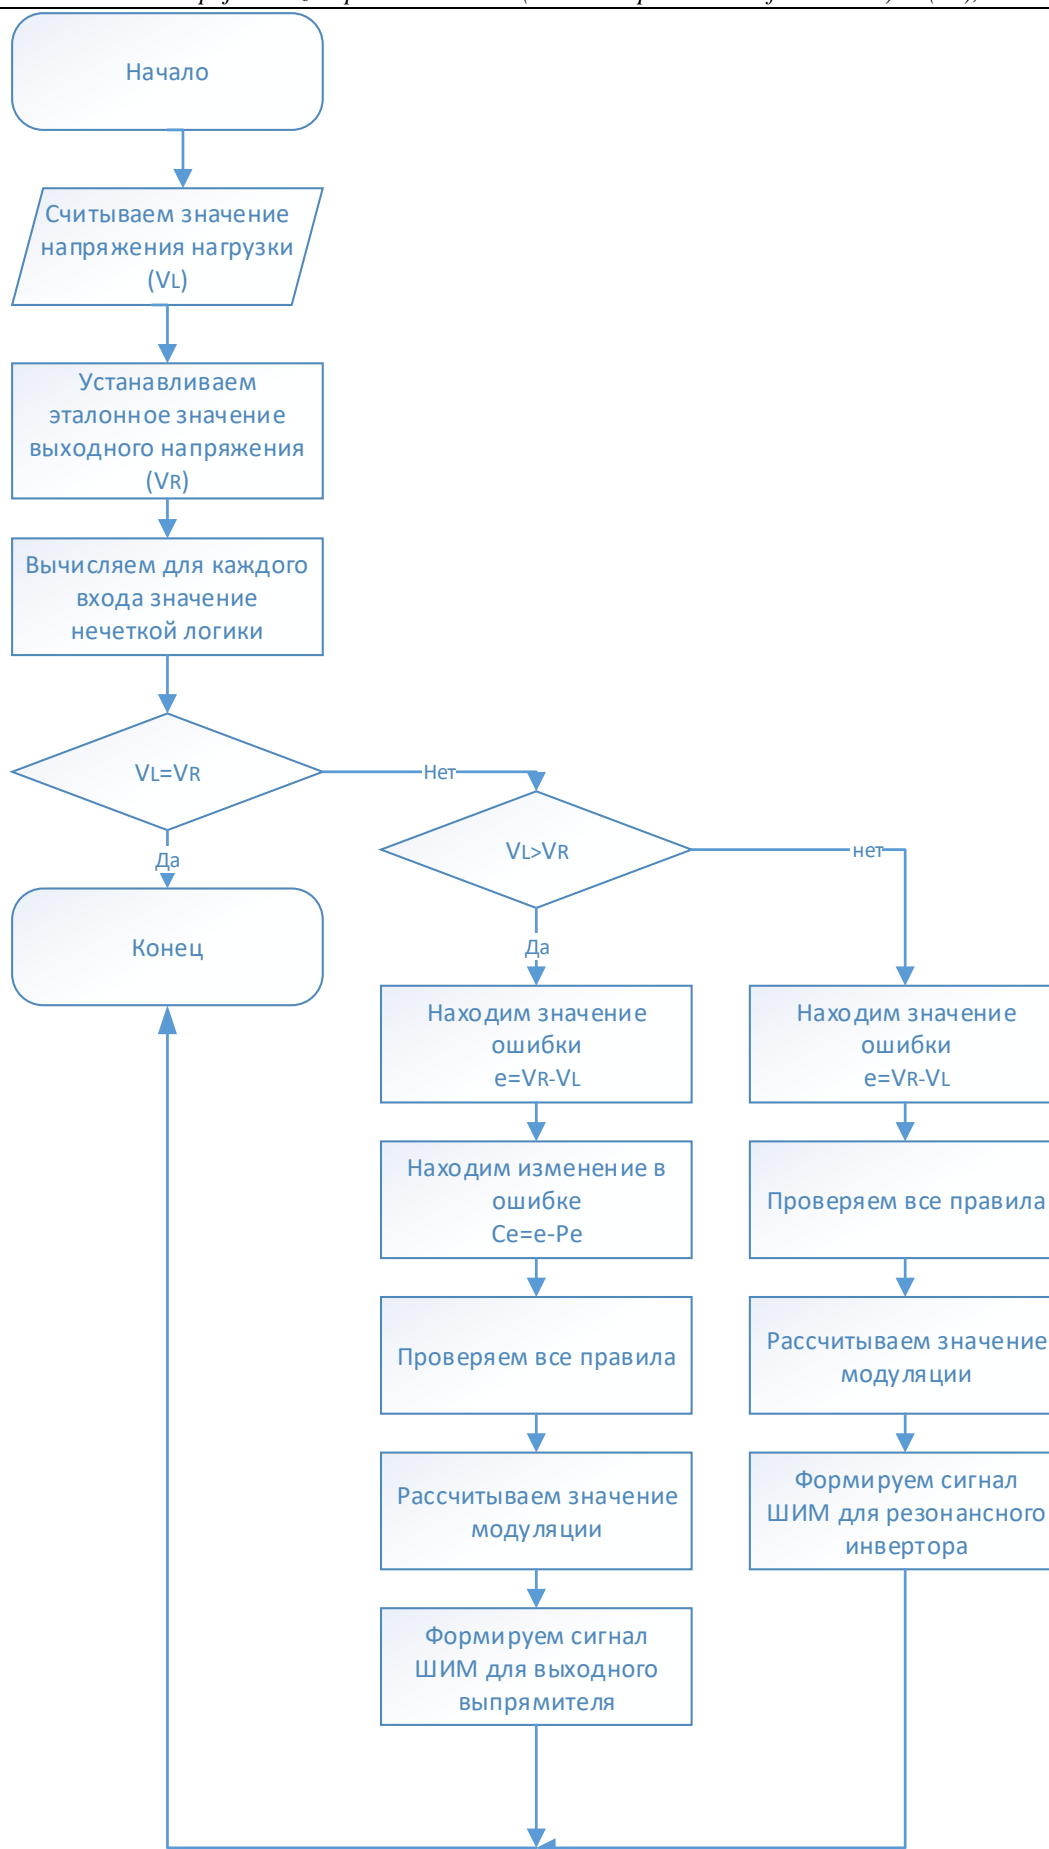 Начало
Считываем значение
напряжения нагрузки
(VL)
Устанавливаем
эталонное значение
выходного напряжения
(VR)
Вычисляем для каждого
входа значение
нечеткой логики
VL=VR
Нет
Да
VL>VR
нет
Да
Конец
Находим значение
ошибки
e=VR-VL
Находим изменение в
ошибке
Ce=e-Pe
Проверяем все правила
Рассчитываем значение
модуляции
Формируем сигнал
ШИМ для выходного
выпрямителя
Находим значение
ошибки
e=VR-VL
Проверяем все правила
Рассчитываем значение
модуляции
Формируем сигнал
ШИМ для резонансного
инвертора